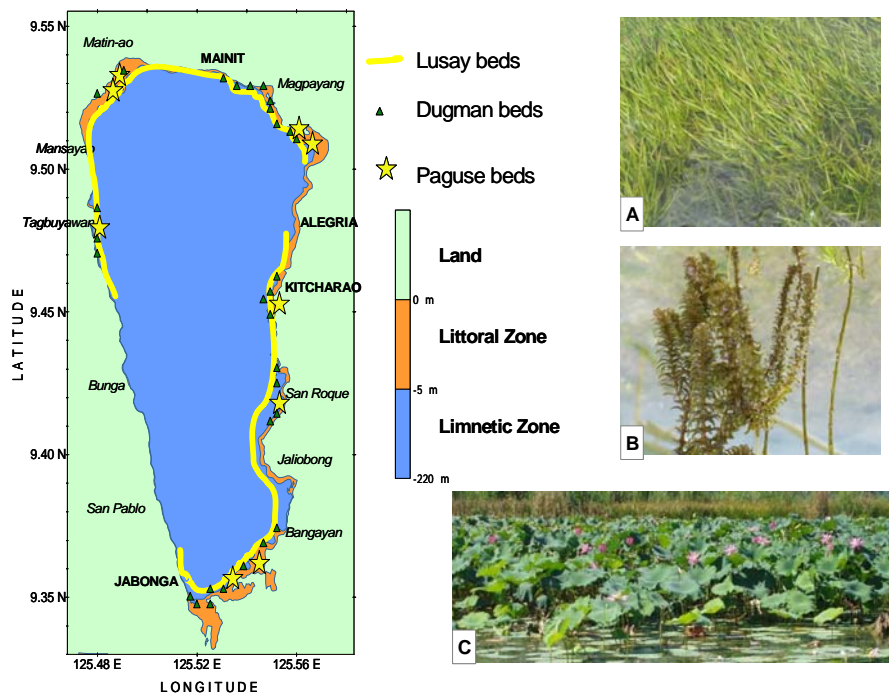 9.55 N
9.50 N
9.45 N
9.40 N
9.35 N
LATITUDE
125.48 E
125.52 E
125.56 E
LONGITUDE
Matin-ao
MAINIT
Magpayang
Mansayao
Tagbuyawan
ALEGRIA
KITCHARAO
Bunga
San Roque
Jaliobong
San Pablo
Bangayan
JABONGA
Lusay beds
Dugman beds
Paguse beds
Land
0 m
Littoral Zone
-5 m
Limnetic Zone
-220 m
A
B
C